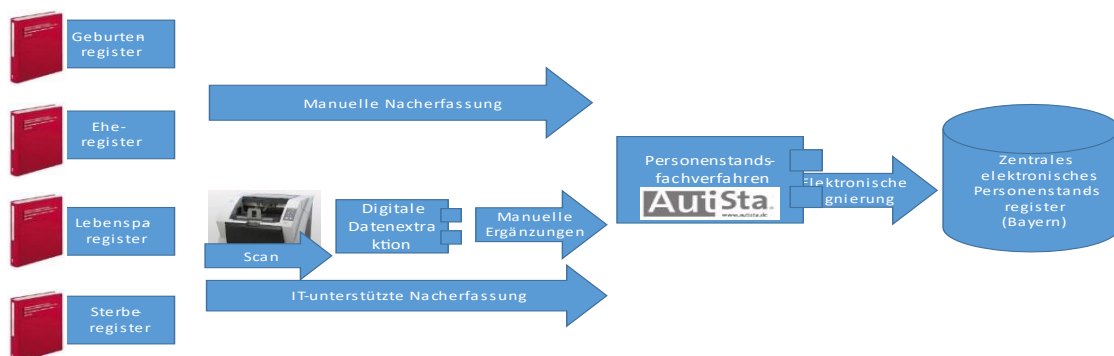 Geburten
register
Ehe-
register
Lebenspa
register
Sterbe
register
Manuelle Nacherfassung
Scan
Digitale
Datenextra
ktion
Manuelle
Ergänzungen
IT-unterstützte Nacherfassung
Personenstands-
fachverfahren
AutiSta
www.autista.de
Elektronische
gnierung
Zentrales
elektronisches
Personenstands
register
(Bayern)